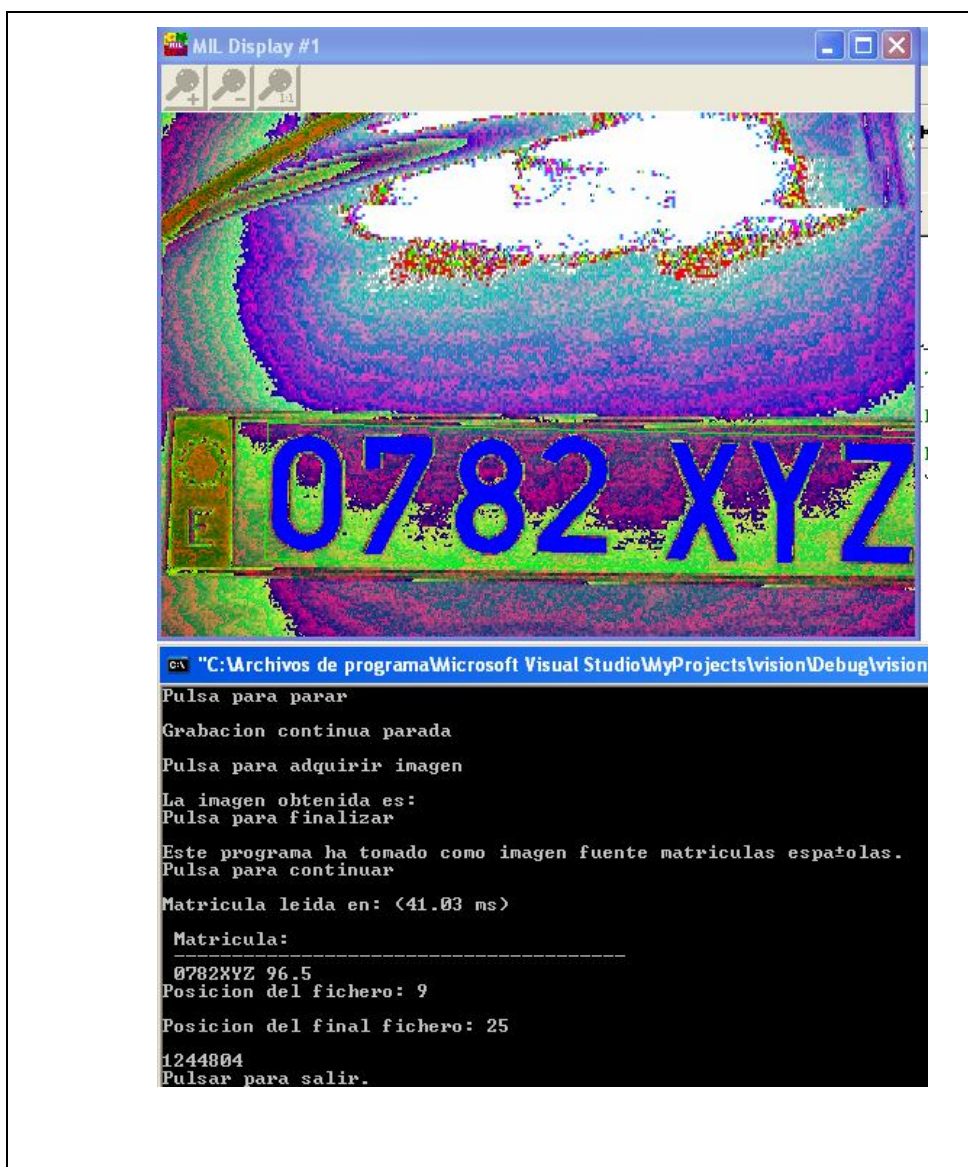 MIL Display #1
1:1
E
0782 XYZ
"C:\Archivos de programa\Microsoft Visual Studio\MyProjects\vision\Debug\vision
Pulsa para parar
Grabacion continua parada
Pulsa para adquirir imagen
La imagen obtenida es:
Pulsa para finalizar
Este programa ha tomado como imagen fuente matriculas espa±olas.
Pulsa para continuar
Matricula leida en: (41.03 ms)
Matricula:
----------------------------------------
0782XYZ 96.5
Posicion del fichero: 9
Posicion del final fichero: 25
1244804
Pulsar para salir.